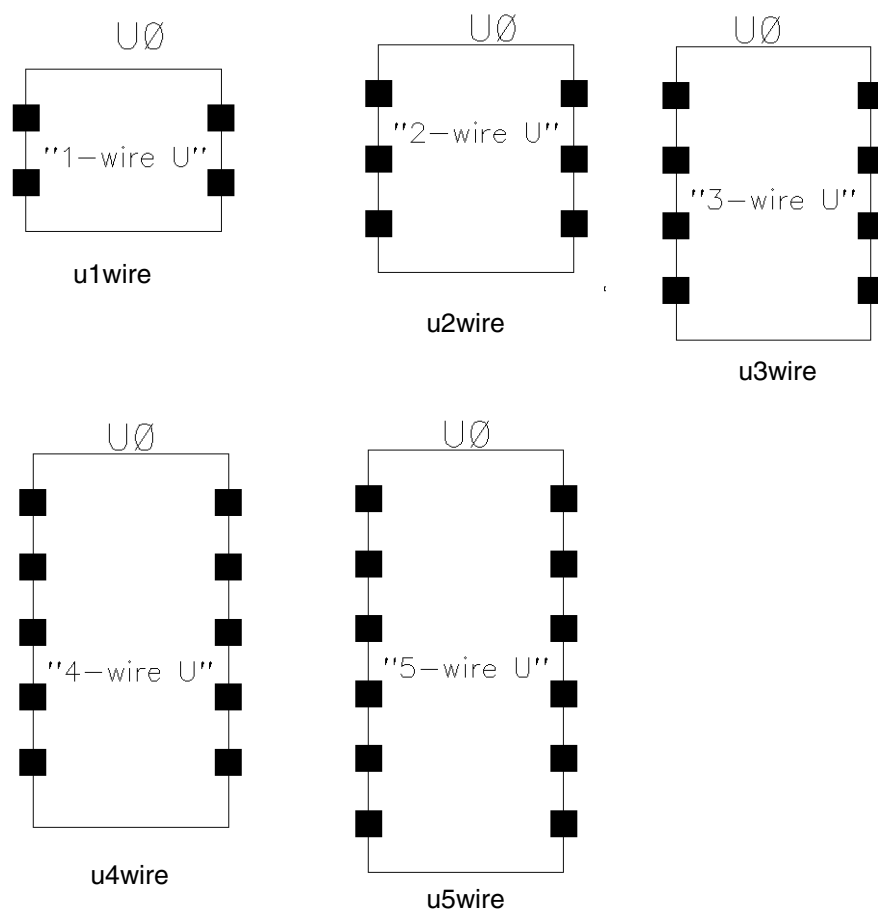 UØ
"1-wire U"
u1wire
UØ
"2-wire U"
u2wire
UØ
"3-wire U"
u3wire
UØ
"4-wire U"
u4wire
UØ
"5-wire U"
u5wire